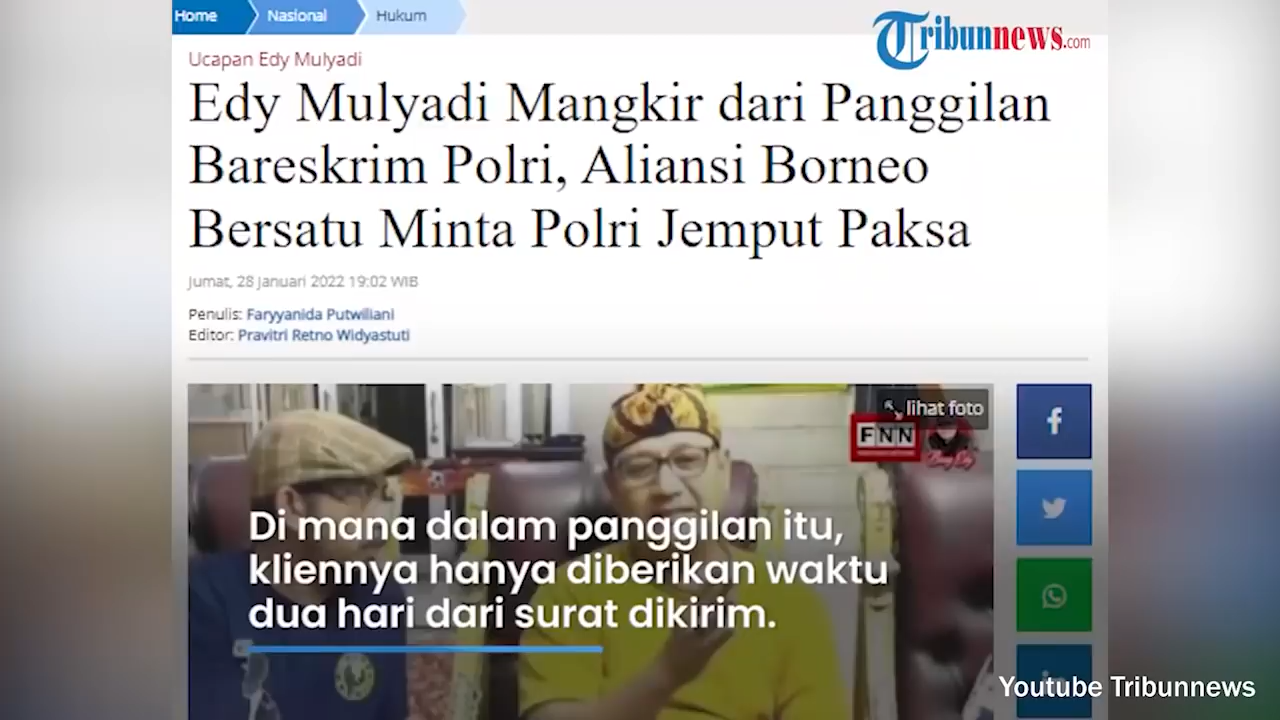 Home Nasional Hukum
Tribunnews.com
Ucapan Edy Mulyadi
Edy Mulyadi Mangkir dari Panggilan
Bareskrim Polri, Aliansi Borneo
Bersatu Minta Polri Jemput Paksa
Jumat, 28 Januari 2022 19:02 WIB
Penulis: Faryyanida Putwiliani
Editor: Pravitri Retno Widyastuti
lihat foto
FNN
Di mana dalam panggilan itu,
kliennya hanya diberikan waktu
dua hari dari surat dikirim.
Youtube Tribunnews